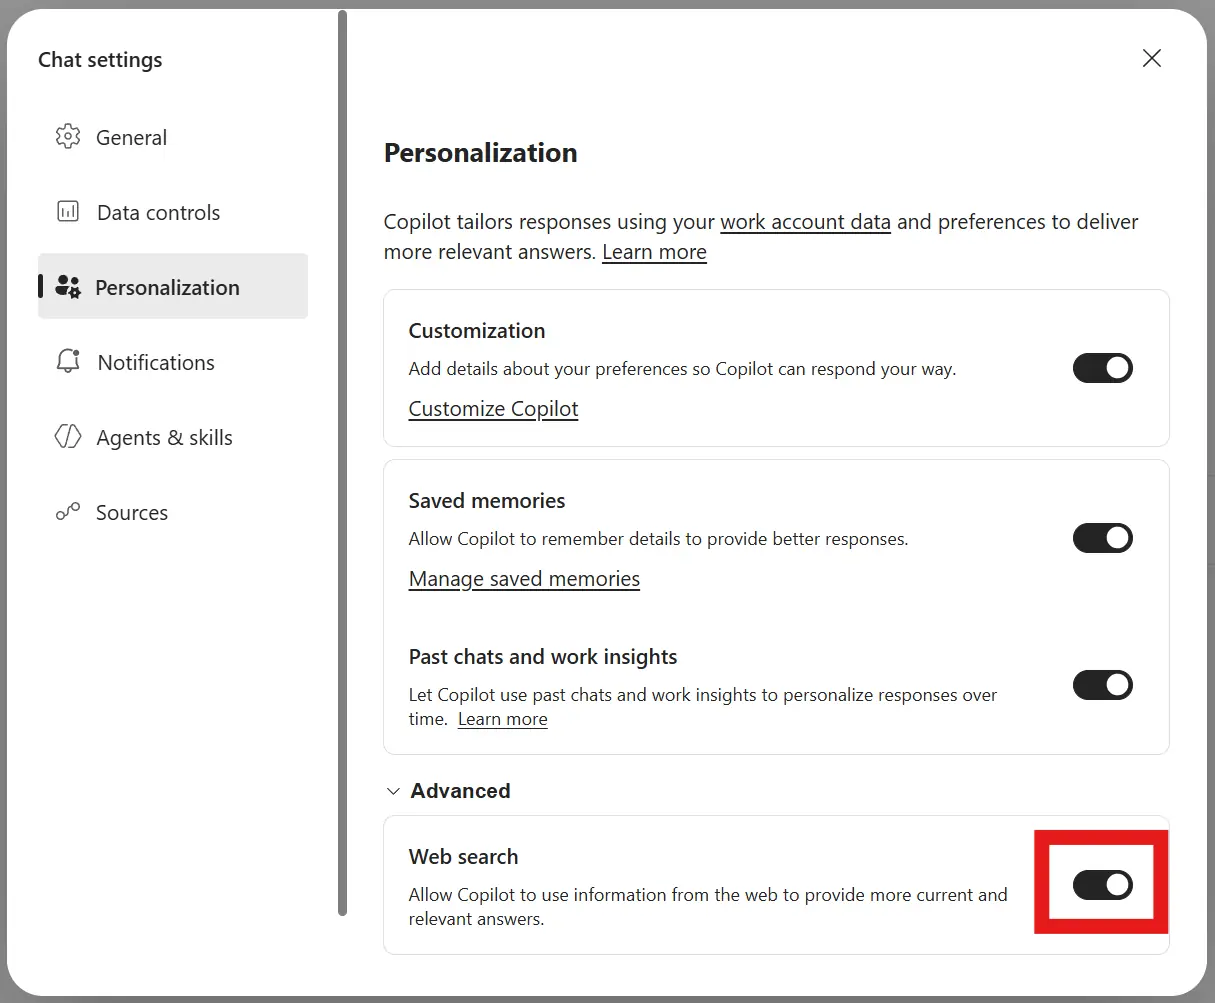 Chat settings
General
Data controls
Personalization
Notifications
Agents & skills
Sources
Personalization
Copilot tailors responses using your work account data and preferences to deliver
more relevant answers. Learn more
Customization
Add details about your preferences so Copilot can respond your way.
Customize Copilot
Saved memories
Allow Copilot to remember details to provide better responses.
Manage saved memories
Past chats and work insights
Let Copilot use past chats and work insights to personalize responses over
time. Learn more
Advanced
Web search
Allow Copilot to use information from the web to provide more current and
relevant answers.